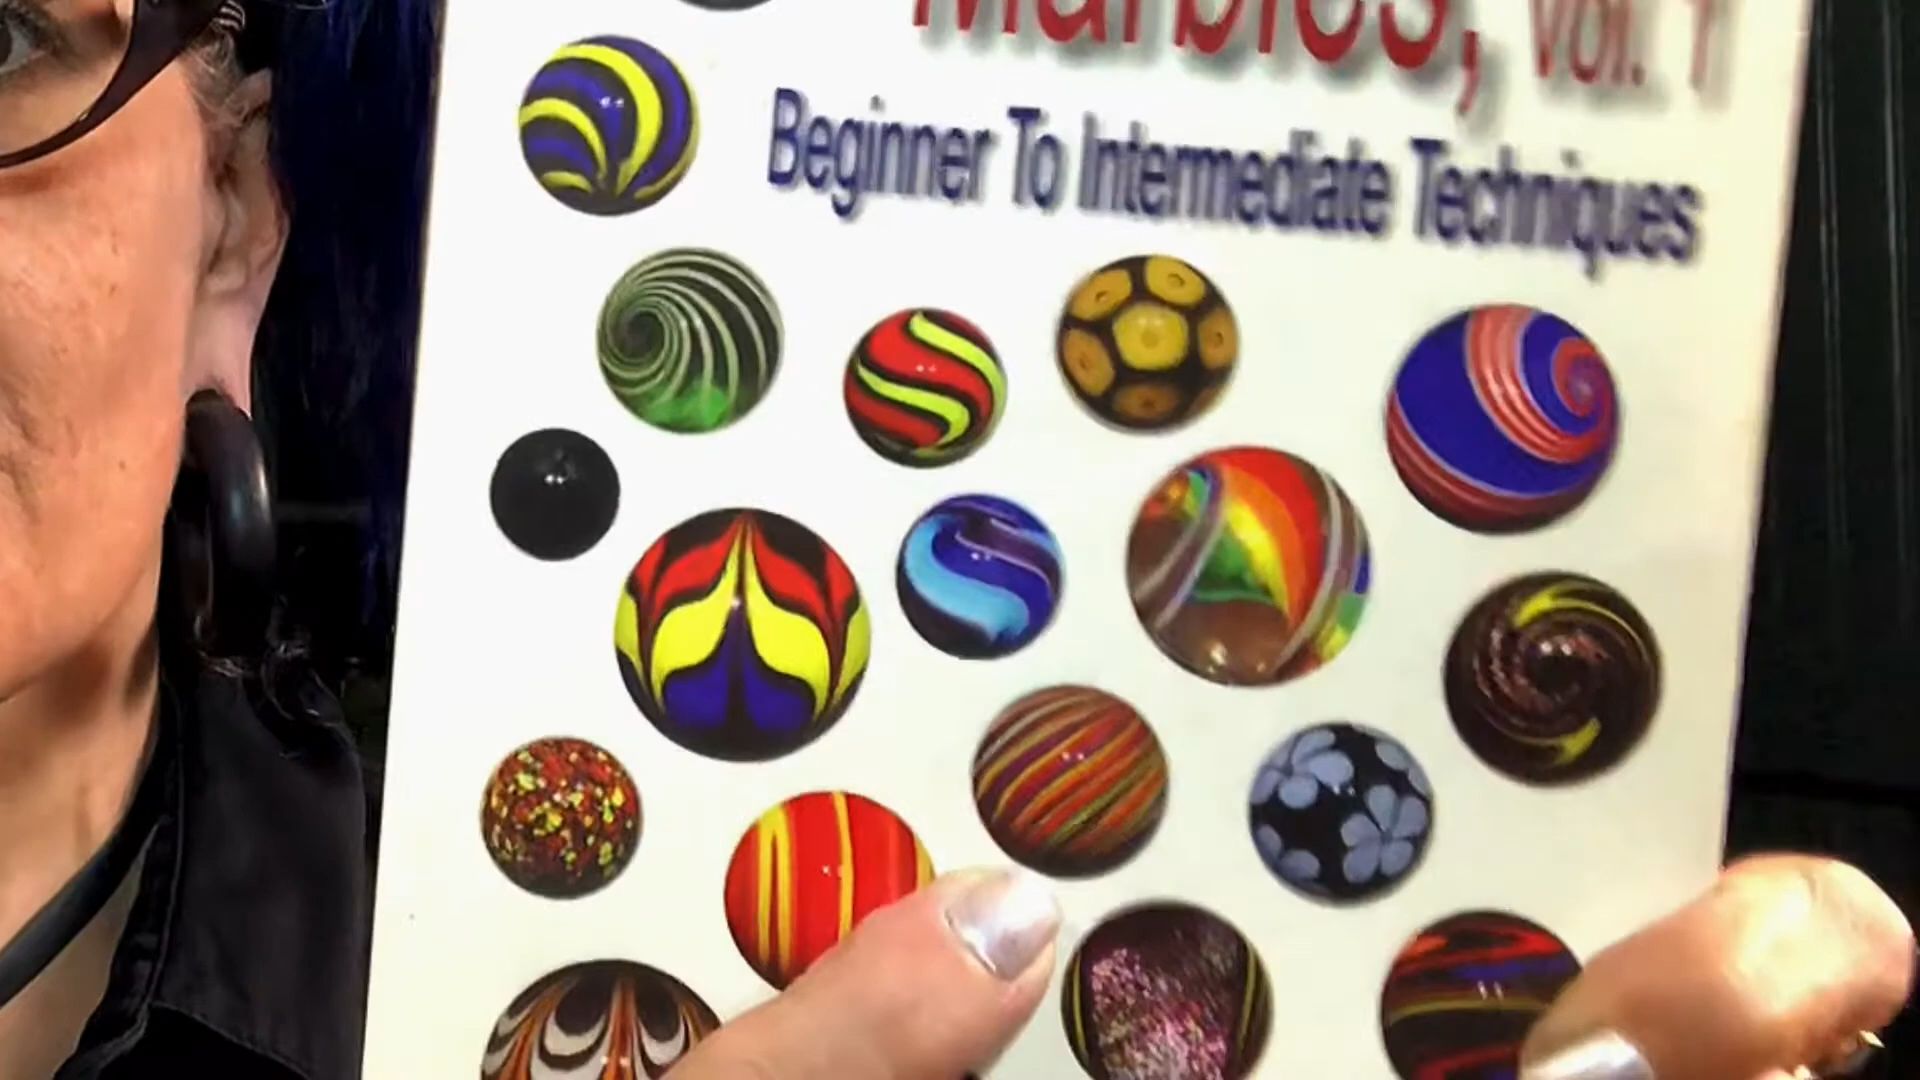 Marbles, Vol. 1
Beginner To Intermediate Techniques